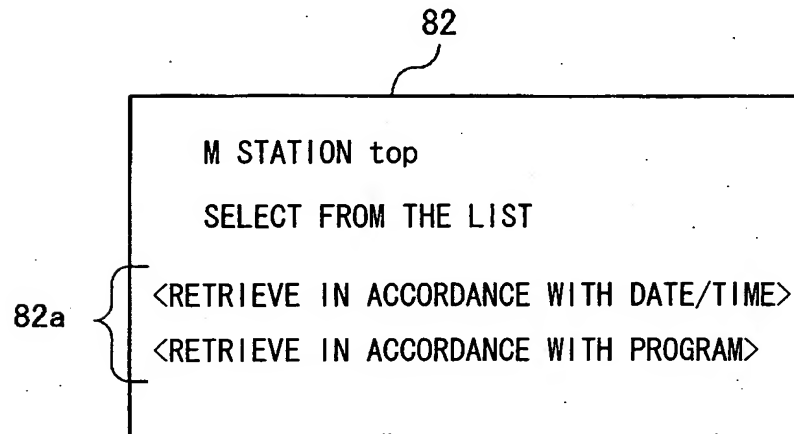 82
M STATION top
SELECT FROM THE LIST
82a
<RETRIEVE IN ACCORDANCE WITH DATE/TIME>
<RETRIEVE IN ACCORDANCE WITH PROGRAM>